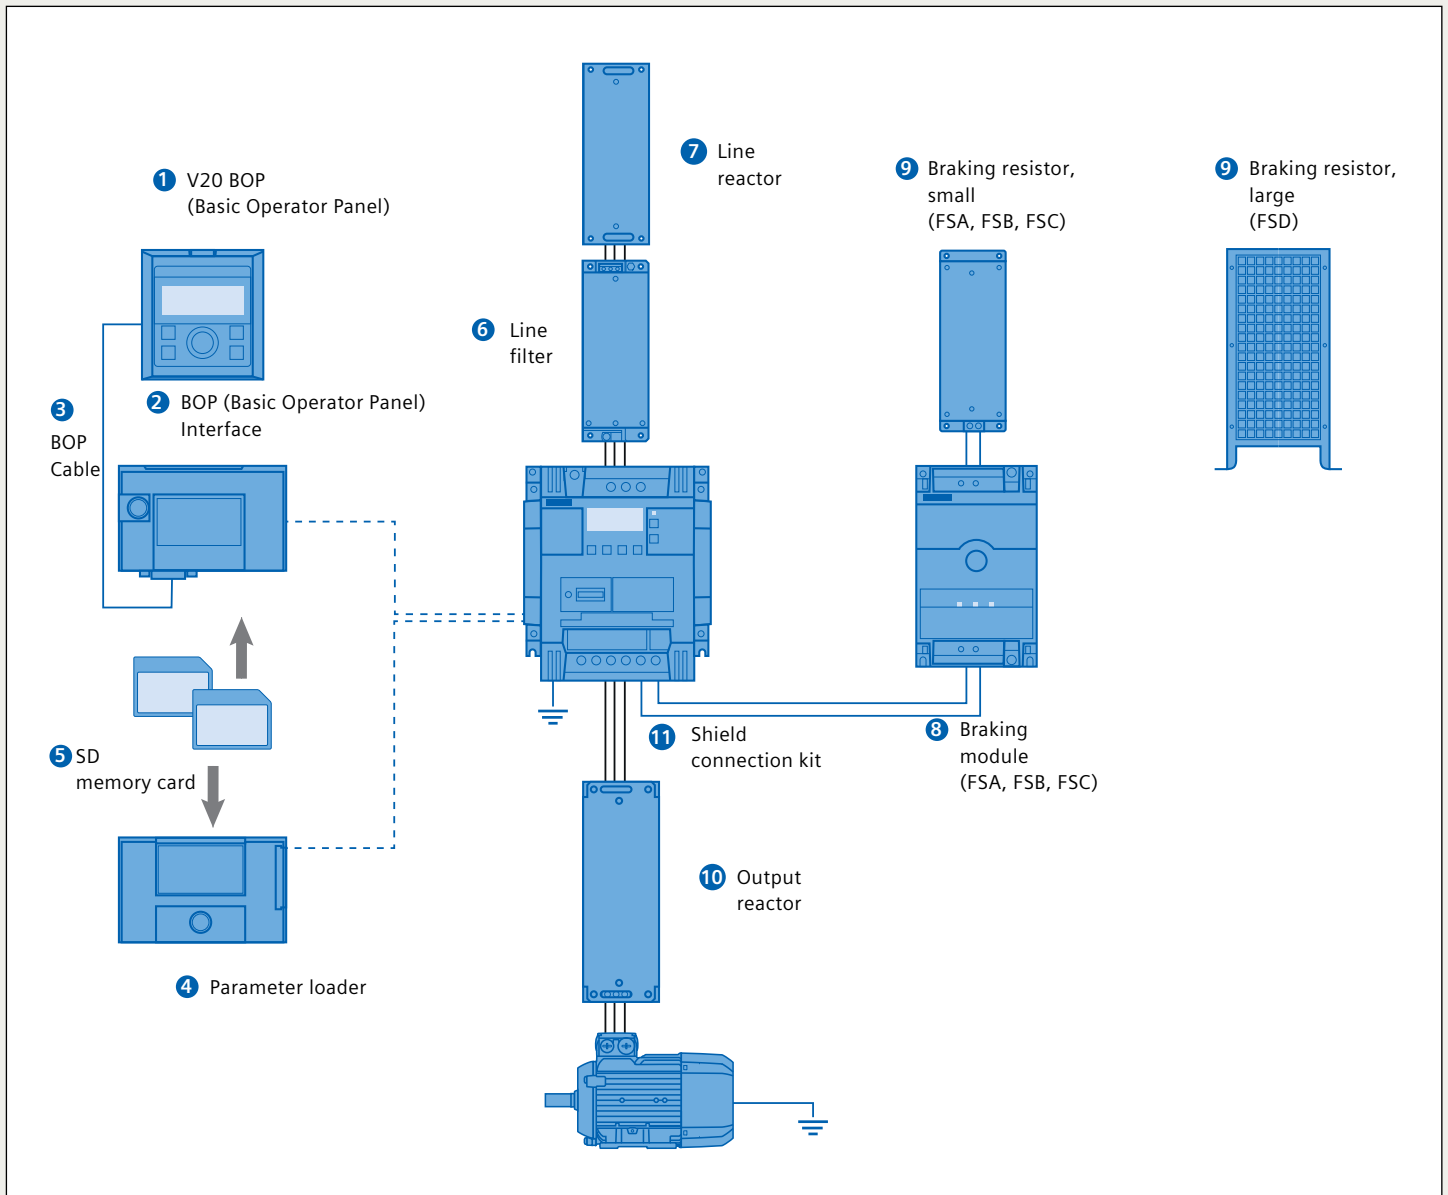 1 V20 BOP
(Basic Operator Panel)
2 BOP (Basic Operator Panel)
Interface
3
BOP
Cable
5 SD
memory card
4 Parameter loader
7 Line
reactor
6 Line
filter
11 Shield
connection kit
10 Output
reactor
9 Braking resistor,
small
(FSA, FSB, FSC)
8 Braking
module
(FSA, FSB, FSC)
9 Braking resistor,
large
(FSD)